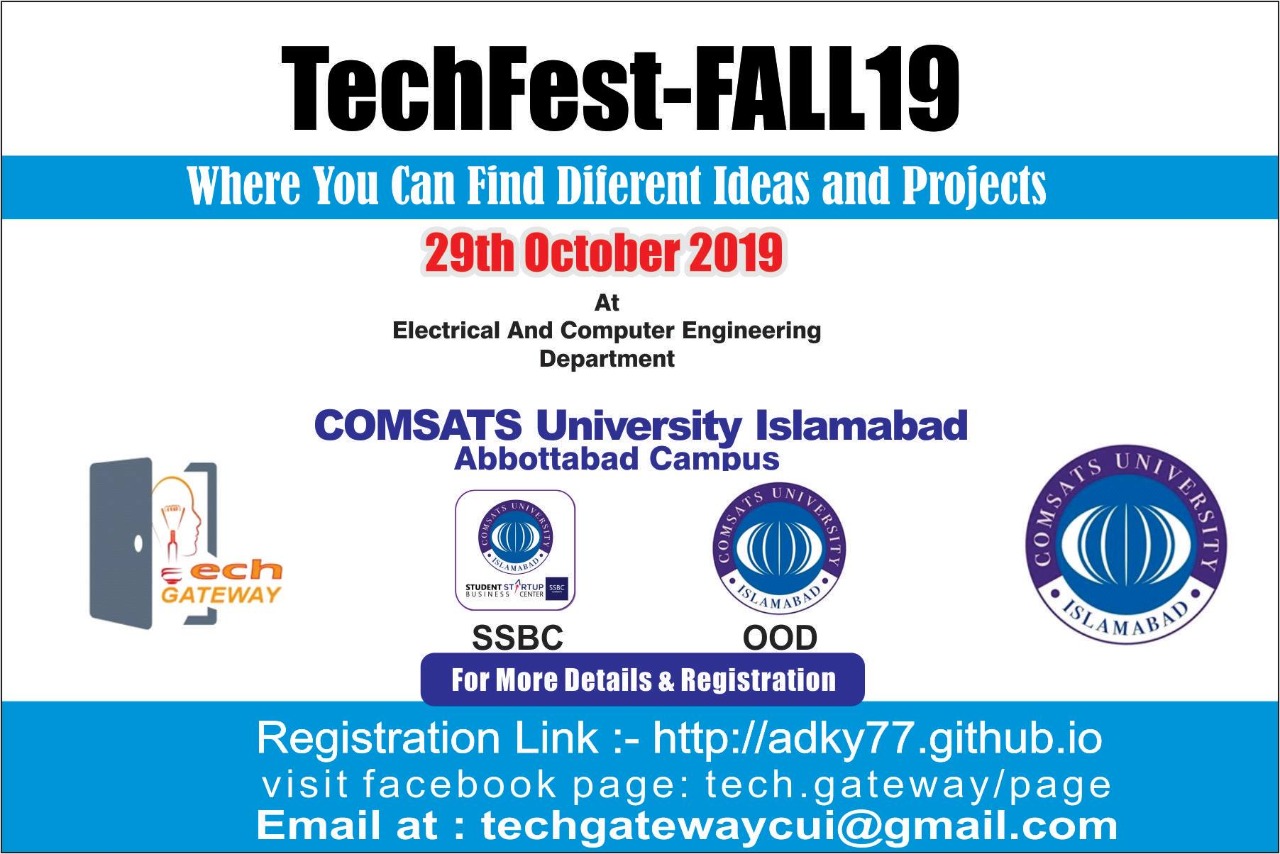 TechFest-FALL19
Where You Can Find Diferent Ideas and Projects
29th October 2019
At
Electrical And Computer Engineering
Department
COMSATS University Islamabad
Abbottabad Campus
ech
GATEWAY
COMSATS UNIVERSITY
ISLAMABAD
STUDENT STARTUP
BUSINESS CENTER
SSBC
SSBC
COMSATS UNIVERSITY
ISLAMABAD
OOD
COMSATS UNIVERSITY
ISLAMABAD
For More Details & Registration
Registration Link :- http://adky77.github.io
visit facebook page: tech.gateway/page
Email at : techgatewaycui@gmail.com